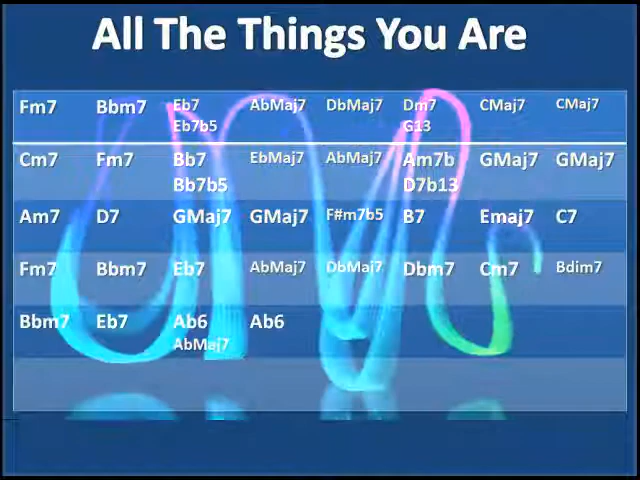 All The Things You Are
Fm7 Bbm7 Eb7 AbMaj7 DbMaj7 Dm7 CMaj7 CMaj7
Eb7b5 G13
Cm7 Fm7 Bb7 EbMaj7 AbMaj7 Am7b GMaj7 GMaj7
Bb7b5 D7b13
Am7 D7 GMaj7 GMaj7 F#m7b5 B7 Emaj7 C7
Fm7 Bbm7 Eb7 AbMaj7 DbMaj7 Dbm7 Cm7 Bdim7
Bbm7 Eb7 Ab6 Ab6
AbMaj7